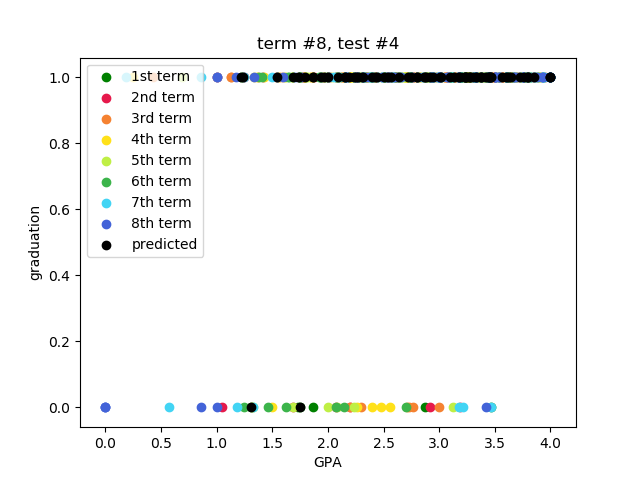 term #8, test #4
1.0
0.8
0.6
0.4
0.2
0.0
graduation
1st term
2nd term
3rd term
4th term
5th term
6th term
7th term
8th term
predicted
0.0 0.5 1.0 1.5 2.0 2.5 3.0 3.5 4.0
GPA